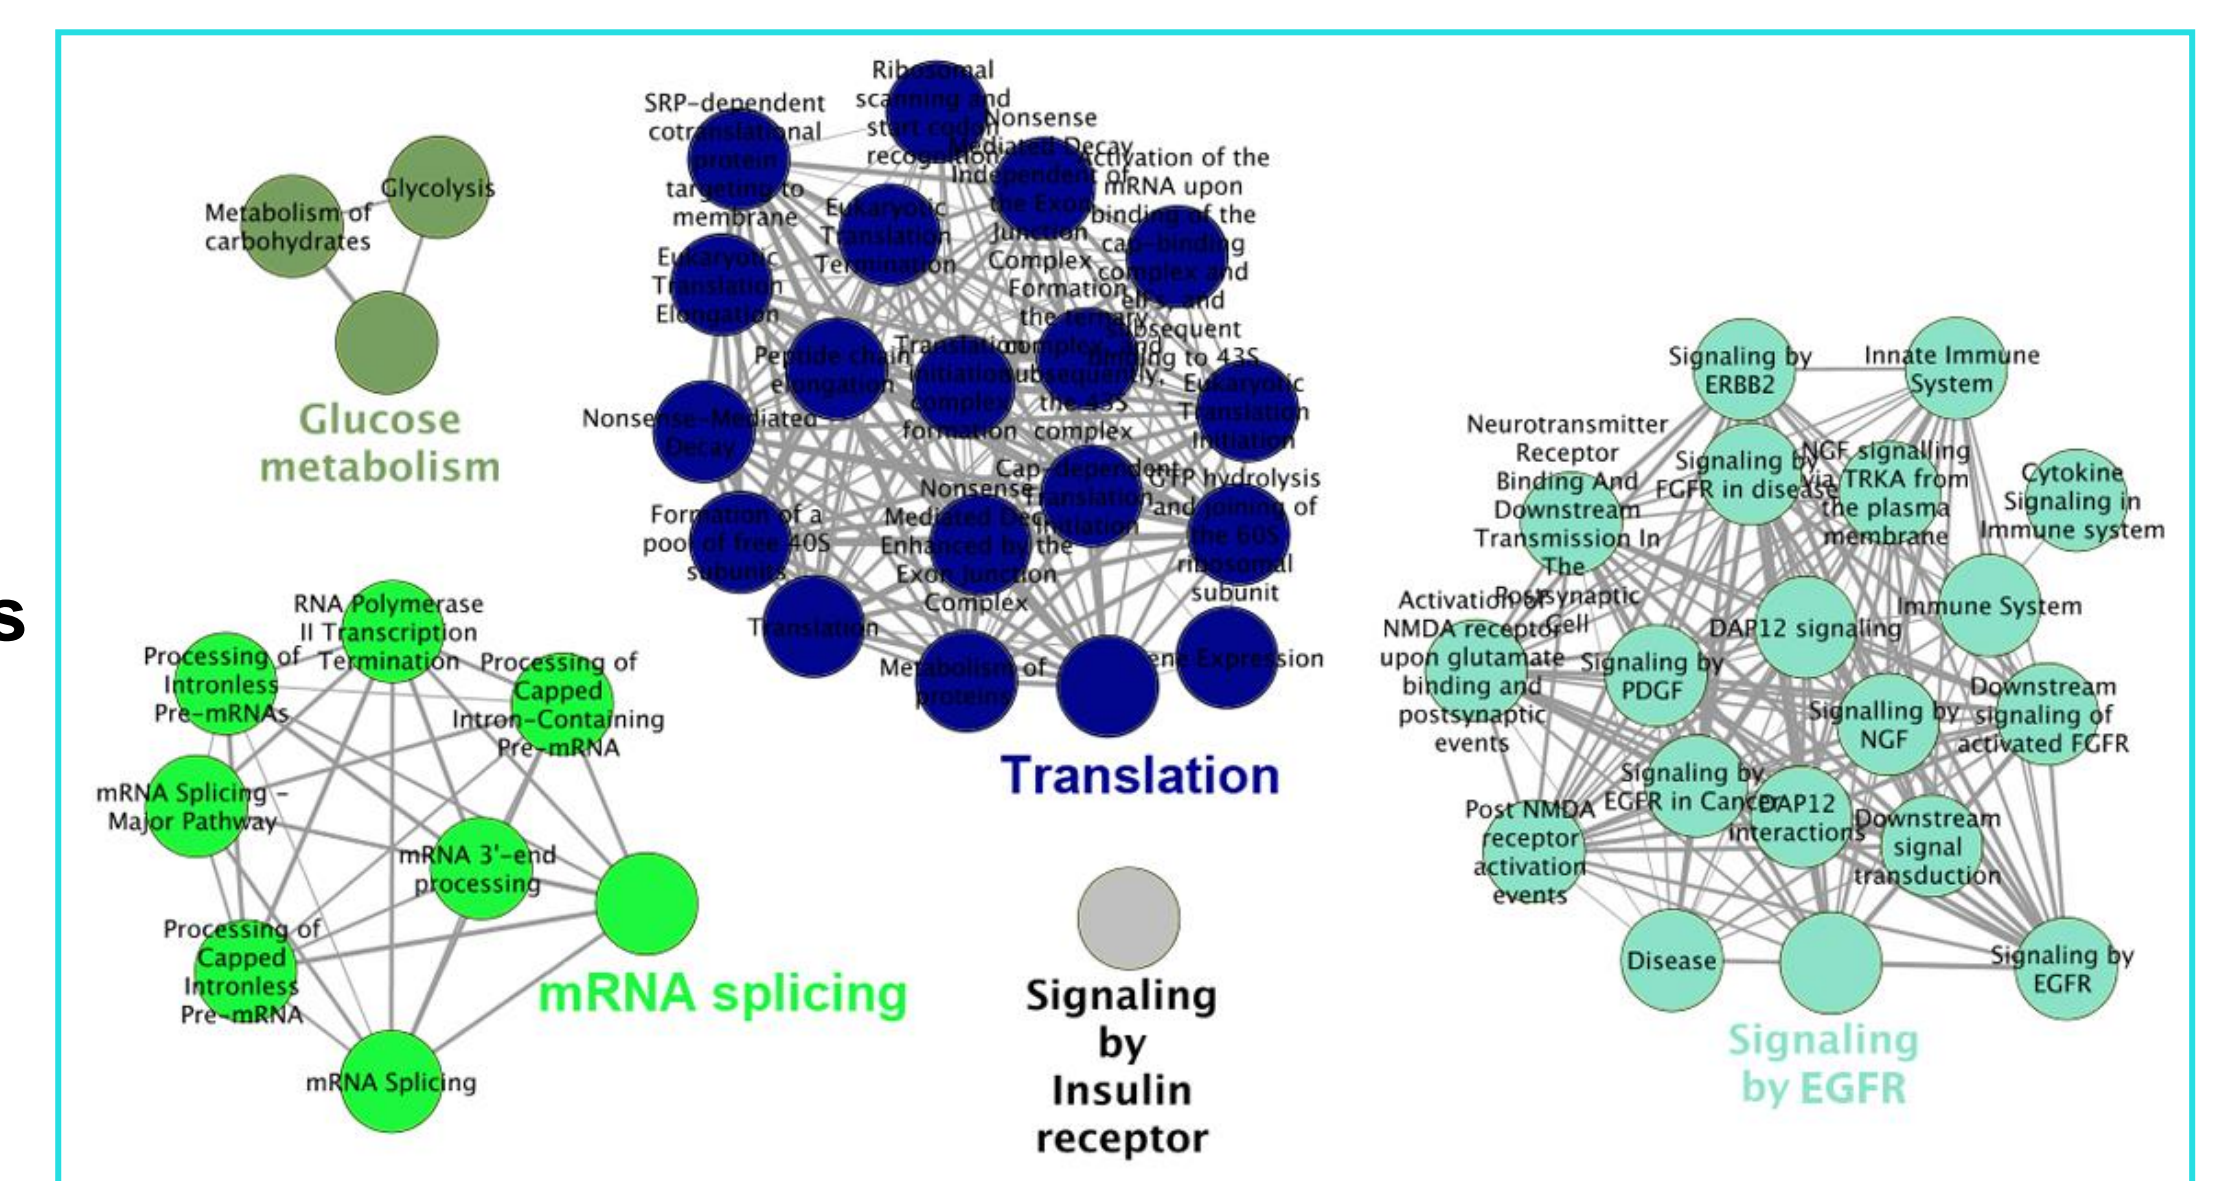 Metabolism of
carbohydrates
Glycolysis
Glucose
metabolism
SRP-dependent
cotranslational
protein
targeting to
membrane
Ribosomal
scanning and
start codon
recognition
Nonsense
Mediated Decay
Independent of
the Exon
Junction
Complex
Activation of the
mRNA upon
binding of the
cap-binding
complex and
eIFs, and
subsequent
binding to 43S
Eukaryotic
Translation
Termination
Eukaryotic
Translation
Elongation
Formation
the ternary
complex, and
subsequently,
the 43S
complex
Peptide chain
elongation
Translation
initiation
complex
formation
Eukaryotic
Translation
Initiation
Nonsense-Mediated
Decay
Cap-dependent
Translation
Initiation
GTP hydrolysis
and joining of
the 60S
ribosomal
subunit
Nonsense
Mediated
Enhanced by the
Exon Junction
Complex
Formation of a
pool of free 40S
subunits
Translation
Metabolism of
proteins
Expression
Translation
s
RNA Polymerase
II Transcription
Termination
Processing of
Intronless
Pre-mRNAs
Processing of
Capped
Intron-Containing
Pre-mRNA
mRNA Splicing -
Major Pathway
mRNA 3'-end
processing
Processing of
Capped
Intronless
Pre-mRNA
mRNA Splicing
mRNA splicing
Signaling
by
Insulin
receptor
Signaling by
ERBB2
Innate Immune
System
Neurotransmitter
Receptor
Binding And
Downstream
Transmission In
The
Postsynaptic
Cell
Signaling by
FGFR in disease
NGF signalling
via TRKA from
the plasma
membrane
Cytokine
Signaling in
Immune system
Immune System
DAP12 signaling
Activation of
NMDA receptor
upon glutamate
binding and
postsynaptic
events
Signaling by
PDGF
Signalling by
NGF
Downstream
signaling of
activated FGFR
Signaling by
EGFR in Cancer
DAP12
interactions
Downstream
signal
transduction
Post NMDA
receptor
activation
events
Disease
Signaling by
EGFR
Signaling
by EGFR